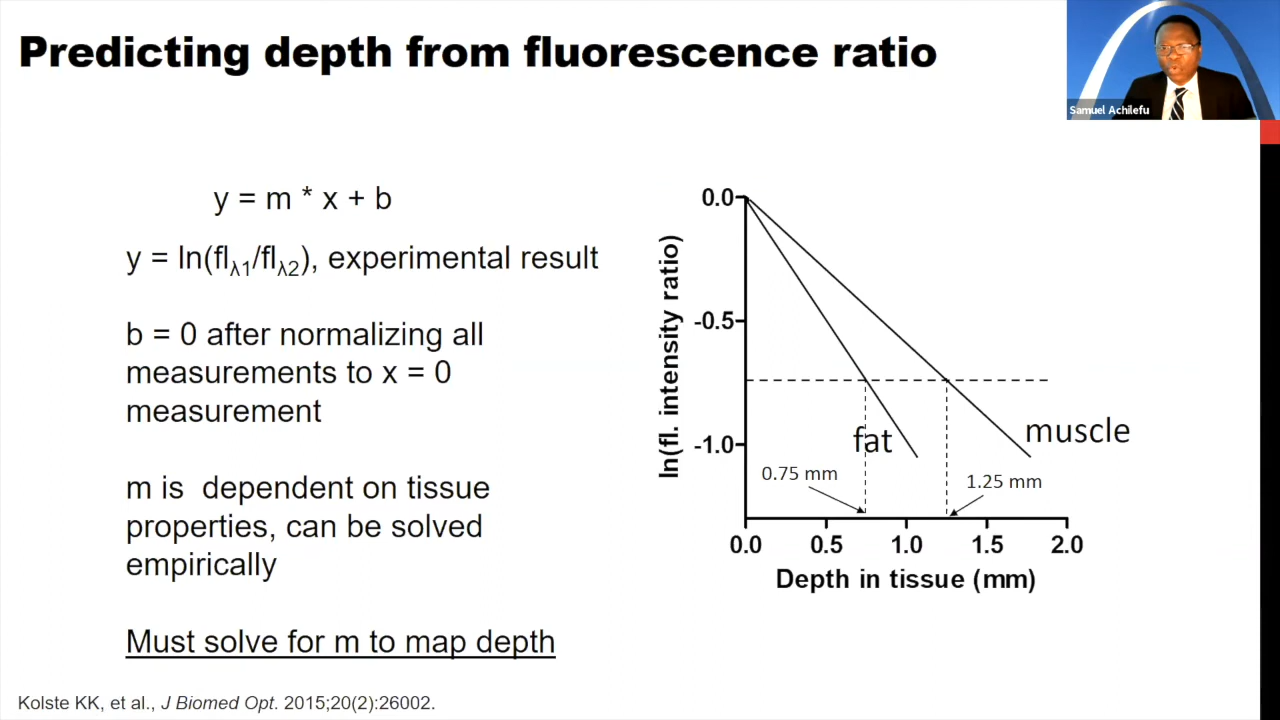 Predicting depth from fluorescence ratio
Samuel Achilefu
y = m * x + b
y = ln(flλ1/flλ2), experimental result
b = 0 after normalizing all
measurements to x = 0
measurement
m is  dependent on tissue
properties, can be solved
empirically
Must solve for m to map depth
ln(fl. intensity ratio)
0.0
-0.5
-1.0
fat
muscle
0.75 mm
1.25 mm
0.0 0.5 1.0 1.5 2.0
Depth in tissue (mm)
Kolste KK, et al., J Biomed Opt. 2015;20(2):26002.